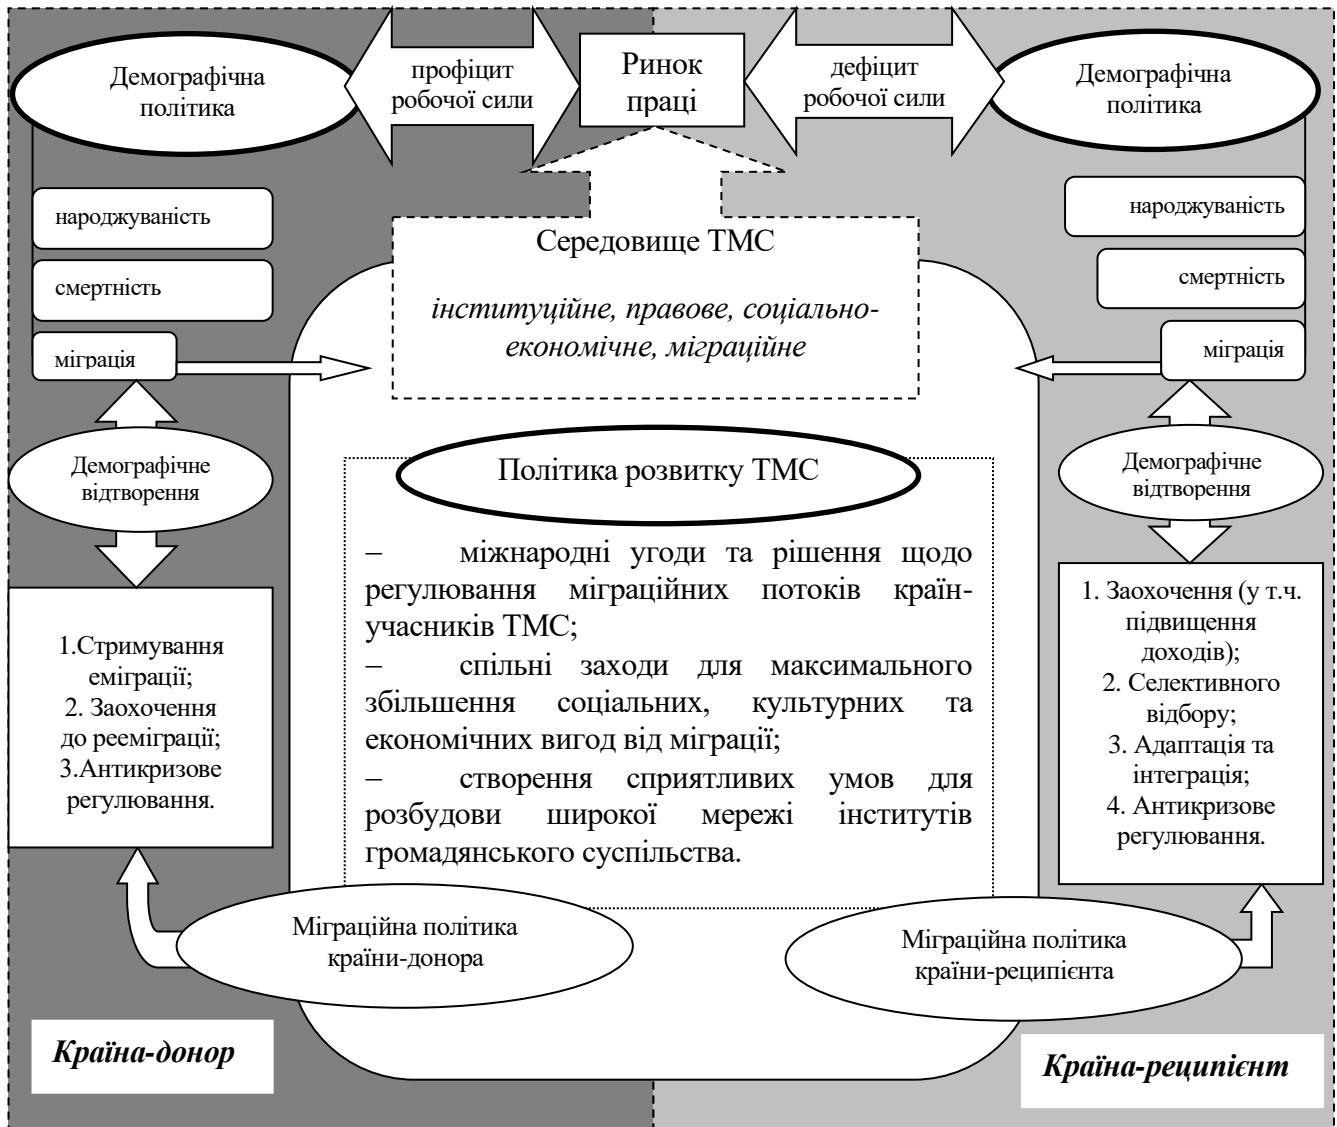 Демографічна
політика
профіцит
робочої сили
Ринок
праці
дефіцит
робочої сили
Демографічна
політика
народжуваність
смертність
міграція
народжуваність
смертність
міграція
Середовище ТМС
інституційне, правове, соціально-
економічне, міграційне
Демографічне
відтворення
Демографічне
відтворення
Політика розвитку ТМС
– міжнародні угоди та рішення щодо
регулювання міграційних потоків країн-
учасників ТМС;
– спільні заходи для максимального
збільшення соціальних, культурних та
економічних вигод від міграції;
– створення сприятливих умов для
розбудови широкої мережі інститутів
громадянського суспільства.
1.Стримування
еміграції;
2. Заохочення
до рееміграції;
3.Антикризове
регулювання.
1. Заохочення (у т.ч.
підвищення
доходів);
2. Селективного
відбору;
3. Адаптація та
інтеграція;
4. Антикризове
регулювання.
Міграційна політика
країни-донора
Міграційна політика
країни-реципієнта
Країна-донор
Країна-реципієнт